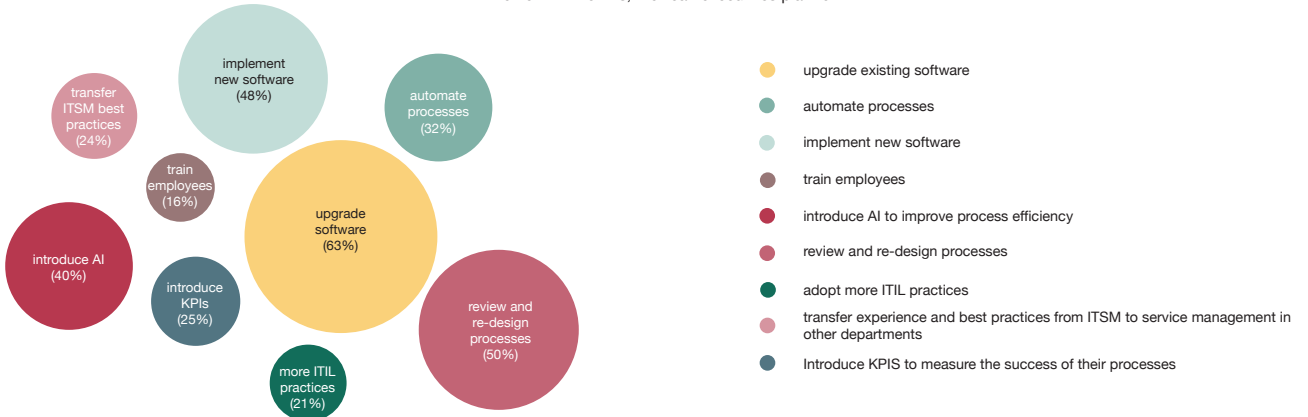 implement
new software
(48%)
transfer
ITSM best
practices
(24%)
automate
processes
(32%)
train
employees
(16%)
upgrade
software
(63%)
introduce AI
(40%)
introduce
KPIs
(25%)
review and
re-design
processes
(50%)
more ITIL
practices
(21%)
upgrade existing software
automate processes
implement new software
train employees
introduce AI to improve process efficiency
review and re-design processes
adopt more ITIL practices
transfer experience and best practices from ITSM to service management in
other departments
Introduce KPIS to measure the success of their processes